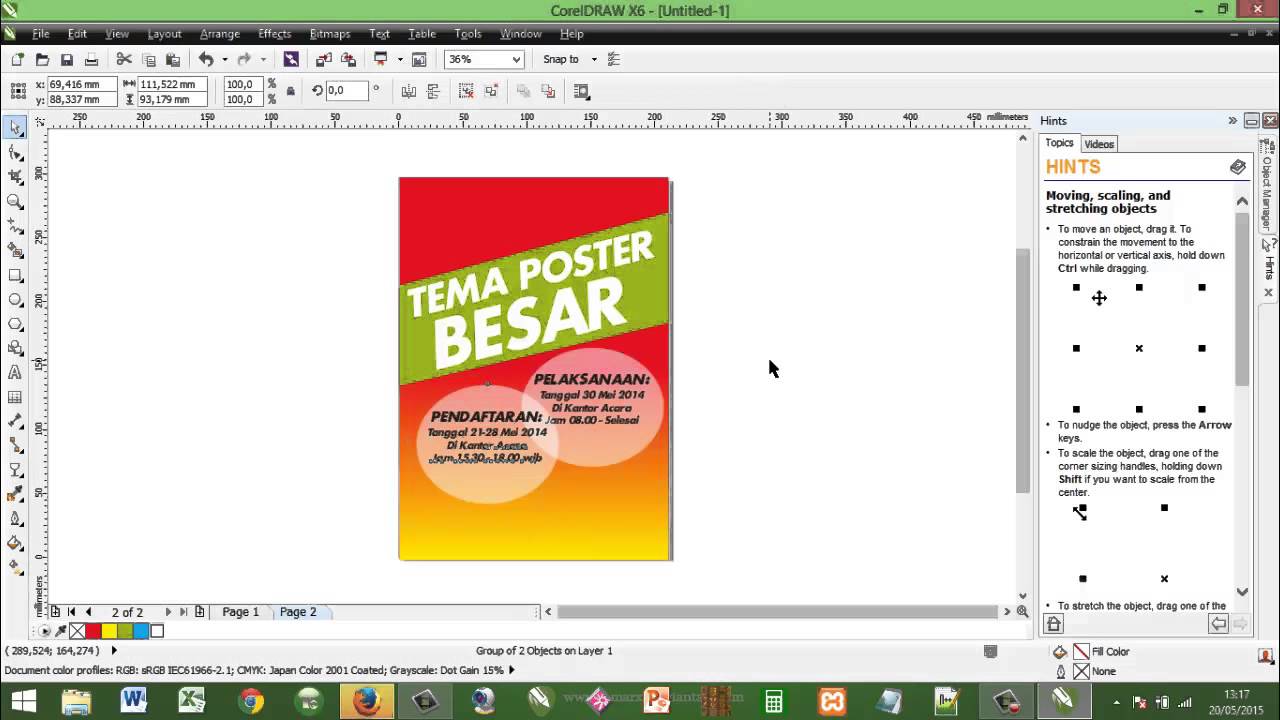 CorelDRAW X6 - [Untitled-1]
File Edit View Layout Arrange Effects Bitmaps Text Table Tools Window Help
36% Snap to
x: 69,416 mm 111,522 mm 100,0 % 0,0 °
y: 88,337 mm 93,179 mm 100,0 %
250 200 150 100 50 0 50 100 150 200 250 300 350 400 450 millimeters
300
250
200
150
100
50
0
millimeters
TEMA POSTER
BESAR
PELAKSANAAN:
Tanggal 30 Mei 2014
Di Kantor Acara
Jam 08.00 - Selesai
PENDAFTARAN:
Tanggal 21-28 Mei 2014
Di Kantor Acara
Jam 15.30 - 18.00 wib
Hints
Topics Videos
HINTS
Moving, scaling, and
stretching objects
• To move an object, drag it. To
constrain the movement to the
horizontal or vertical axis, hold down
Ctrl while dragging.
• To nudge the object, press the Arrow
keys.
• To scale the object, drag one of the
corner sizing handles, holding down
Shift if you want to scale from the
center.
• To stretch the object, drag one of the
Object Manager
Hints
2 of 2 Page 1 Page 2
( 289,524; 164,274 ) Group of 2 Objects on Layer 1 Fill Color
Document color profiles: RGB: sRGB IEC61966-2.1; CMYK: Japan Color 2001 Coated; Grayscale: Dot Gain 15% None
13:17
20/05/2015